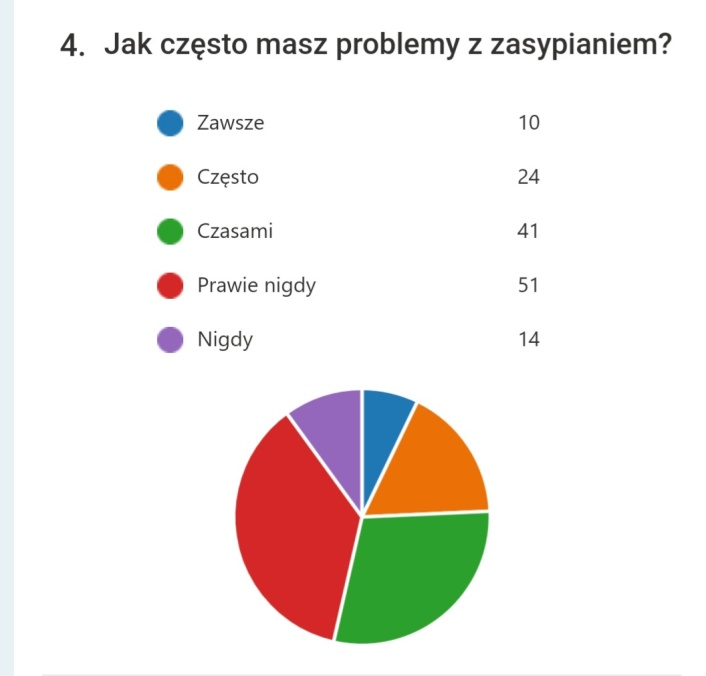 4. Jak często masz problemy z zasypianiem?
Zawsze 10
Często 24
Czasami 41
Prawie nigdy 51
Nigdy 14